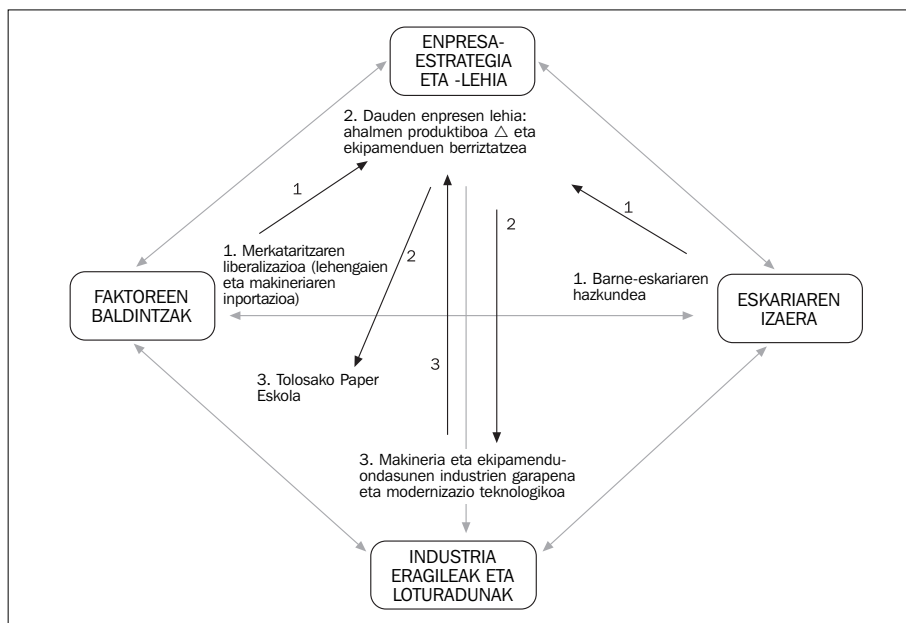 ENPRESA-
ESTRATEGIA
ETA -LEHIA
2. Dauden enpresen lehia:
ahalmen produktiboa △ eta
ekipamenduen berriztatzea
1
1
2
2
1. Merkataritzaren
liberalizazioa (lehengaien
eta makineriaren
inportazioa)
1. Barne-eskariaren
hazkundea
FAKTOREEN
BALDINTZAK
ESKARIAREN
IZAERA
3
3. Tolosako Paper
Eskola
3. Makineria eta ekipamendu-
ondasunen industrien garapena
eta modernizazio teknologikoa
INDUSTRIA
ERAGILEAK ETA
LOTURADUNAK